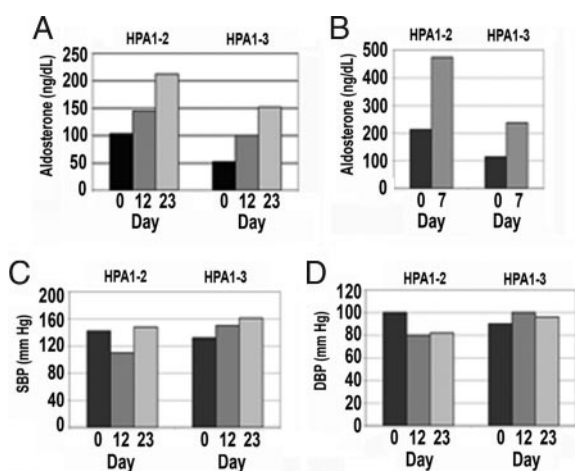 A
HPA1-2 HPA1-3
Aldosterone (ng/dL)
250
200
150
100
50
0
0 12 23 0 12 23
Day Day
B
HPA1-2 HPA1-3
Aldosterone (ng/dL)
500
400
300
200
100
0
0 7 0 7
Day Day
C
HPA1-2 HPA1-3
SBP (mm Hg)
200
160
120
80
40
0
0 12 23 0 12 23
Day Day
D
HPA1-2 HPA1-3
DBP (mm Hg)
120
100
80
60
40
20
0
0 12 23 0 12 23
Day Day